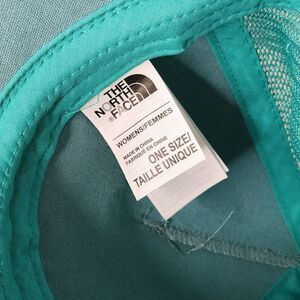 THE
NORTH
FACE®
WOMENS/FEMMES
MADE IN CHINA
FABRIQUÉ EN CHINE
ONE SIZE/
TAILLE UNIQUE